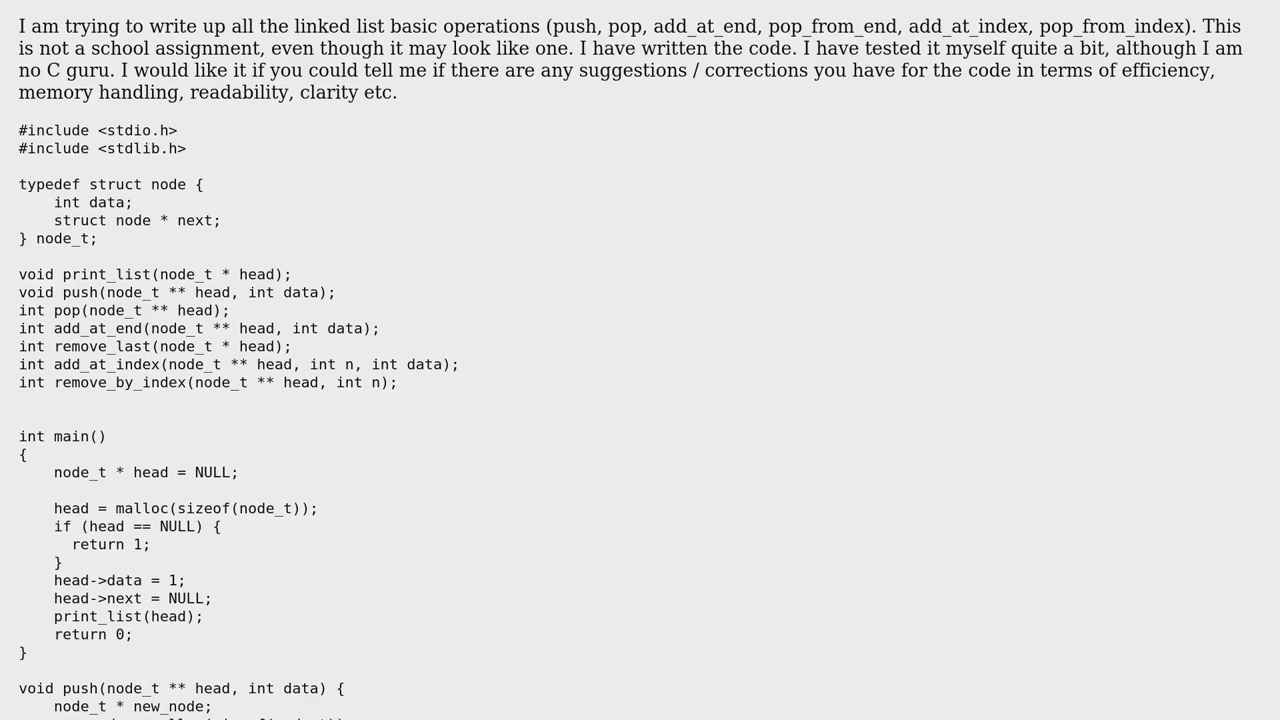 I am trying to write up all the linked list basic operations (push, pop, add_at_end, pop_from_end, add_at_index, pop_from_index). This
is not a school assignment, even though it may look like one. I have written the code. I have tested it myself quite a bit, although I am
no C guru. I would like it if you could tell me if there are any suggestions / corrections you have for the code in terms of efficiency,
memory handling, readability, clarity etc.
#include <stdio.h>
#include <stdlib.h>
typedef struct node {
    int data;
    struct node * next;
} node_t;
void print_list(node_t * head);
void push(node_t ** head, int data);
int pop(node_t ** head);
int add_at_end(node_t ** head, int data);
int remove_last(node_t * head);
int add_at_index(node_t ** head, int n, int data);
int remove_by_index(node_t ** head, int n);
int main()
{
    node_t * head = NULL;
    head = malloc(sizeof(node_t));
    if (head == NULL) {
      return 1;
    }
    head->data = 1;
    head->next = NULL;
    print_list(head);
    return 0;
}
void push(node_t ** head, int data) {
    node_t * new_node;